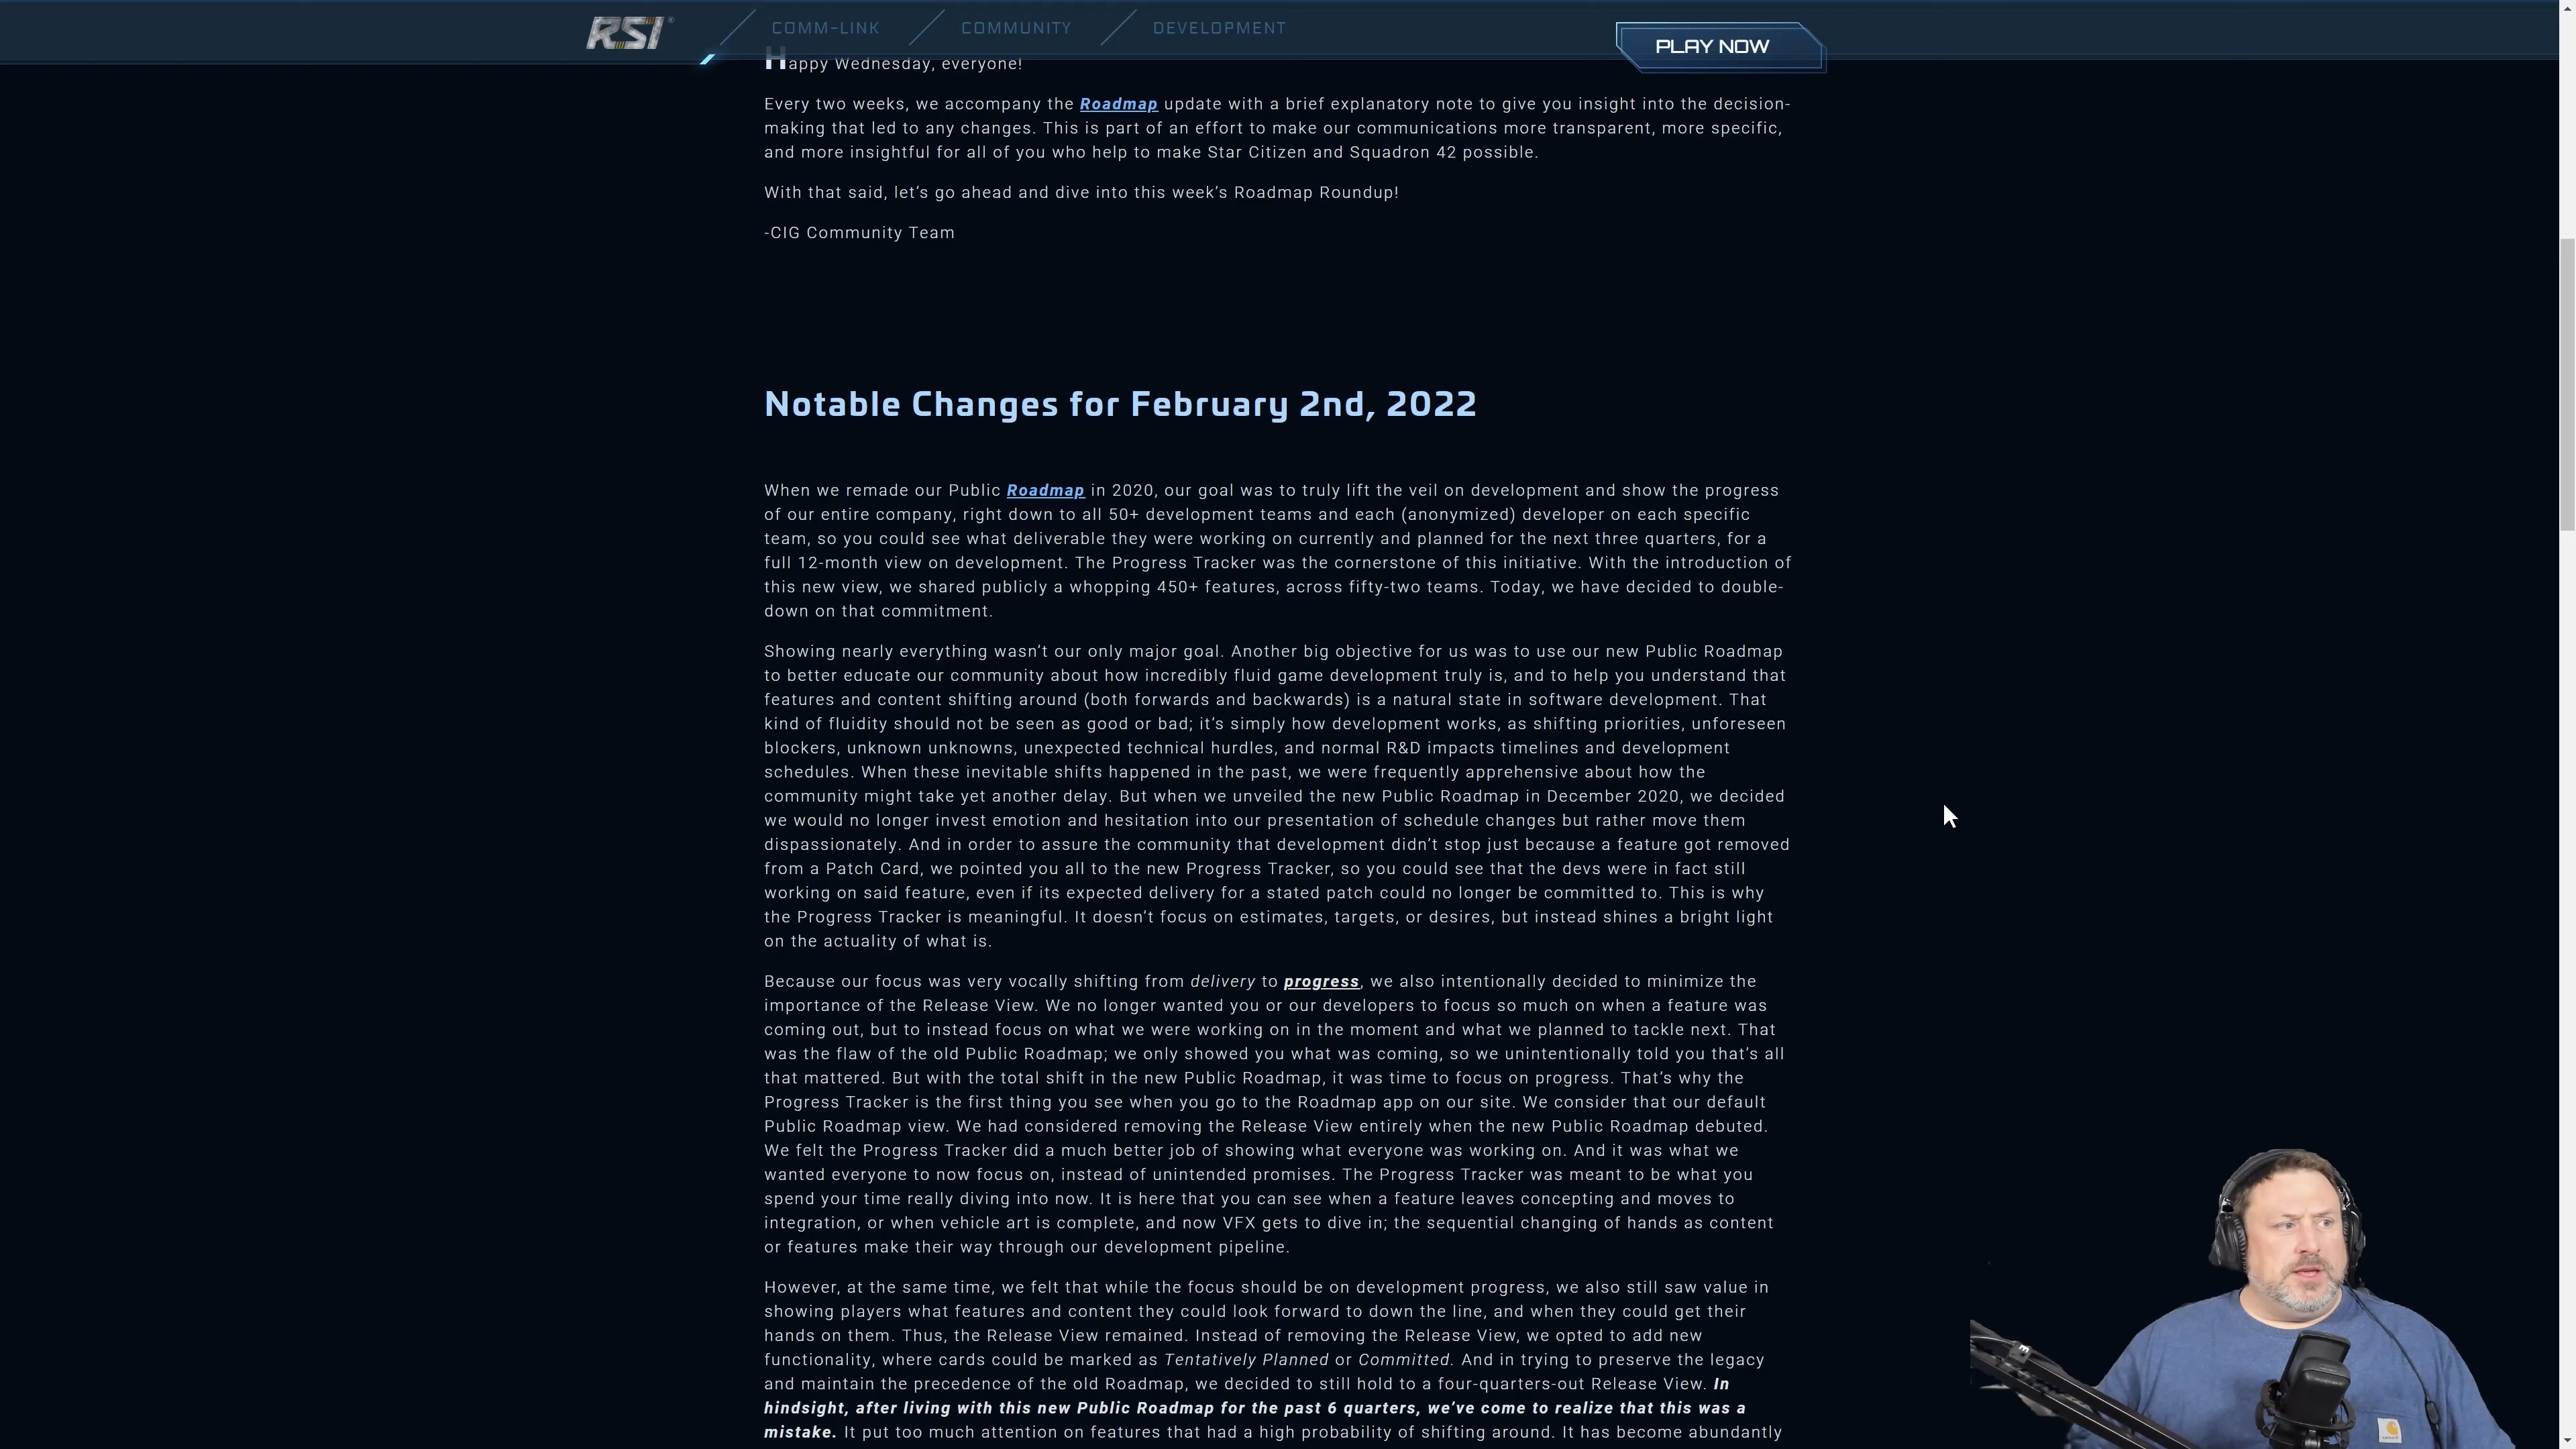 RSI
COMM-LINK
COMMUNITY
DEVELOPMENT
PLAY NOW
Happy Wednesday, everyone!
Every two weeks, we accompany the Roadmap update with a brief explanatory note to give you insight into the decision-
making that led to any changes. This is part of an effort to make our communications more transparent, more specific,
and more insightful for all of you who help to make Star Citizen and Squadron 42 possible.
With that said, let's go ahead and dive into this week's Roadmap Roundup!
-CIG Community Team
Notable Changes for February 2nd, 2022
When we remade our Public Roadmap in 2020, our goal was to truly lift the veil on development and show the progress
of our entire company, right down to all 50+ development teams and each (anonymized) developer on each specific
team, so you could see what deliverable they were working on currently and planned for the next three quarters, for a
full 12-month view on development. The Progress Tracker was the cornerstone of this initiative. With the introduction of
this new view, we shared publicly a whopping 450+ features, across fifty-two teams. Today, we have decided to double-
down on that commitment.
Showing nearly everything wasn't our only major goal. Another big objective for us was to use our new Public Roadmap
to better educate our community about how incredibly fluid game development truly is, and to help you understand that
features and content shifting around (both forwards and backwards) is a natural state in software development. That
kind of fluidity should not be seen as good or bad; it's simply how development works, as shifting priorities, unforeseen
blockers, unknown unknowns, unexpected technical hurdles, and normal R&D impacts timelines and development
schedules. When these inevitable shifts happened in the past, we were frequently apprehensive about how the
community might take yet another delay. But when we unveiled the new Public Roadmap in December 2020, we decided
we would no longer invest emotion and hesitation into our presentation of schedule changes but rather move them
dispassionately. And in order to assure the community that development didn't stop just because a feature got removed
from a Patch Card, we pointed you all to the new Progress Tracker, so you could see that the devs were in fact still
working on said feature, even if its expected delivery for a stated patch could no longer be committed to. This is why
the Progress Tracker is meaningful. It doesn't focus on estimates, targets, or desires, but instead shines a bright light
on the actuality of what is.
Because our focus was very vocally shifting from delivery to progress, we also intentionally decided to minimize the
importance of the Release View. We no longer wanted you or our developers to focus so much on when a feature was
coming out, but to instead focus on what we were working on in the moment and what we planned to tackle next. That
was the flaw of the old Public Roadmap; we only showed you what was coming, so we unintentionally told you that's all
that mattered. But with the total shift in the new Public Roadmap, it was time to focus on progress. That's why the
Progress Tracker is the first thing you see when you go to the Roadmap app on our site. We consider that our default
Public Roadmap view. We had considered removing the Release View entirely when the new Public Roadmap debuted.
We felt the Progress Tracker did a much better job of showing what everyone was working on. And it was what we
wanted everyone to now focus on, instead of unintended promises. The Progress Tracker was meant to be what you
spend your time really diving into now. It is here that you can see when a feature leaves concepting and moves to
integration, or when vehicle art is complete, and now VFX gets to dive in; the sequential changing of hands as content
or features make their way through our development pipeline.
However, at the same time, we felt that while the focus should be on development progress, we also still saw value in
showing players what features and content they could look forward to down the line, and when they could get their
hands on them. Thus, the Release View remained. Instead of removing the Release View, we opted to add new
functionality, where cards could be marked as Tentatively Planned or Committed. And in trying to preserve the legacy
and maintain the precedence of the old Roadmap, we decided to still hold to a four-quarters-out Release View. In
hindsight, after living with this new Public Roadmap for the past 6 quarters, we've come to realize that this was a
mistake. It put too much attention on features that had a high probability of shifting around. It has become abundantly